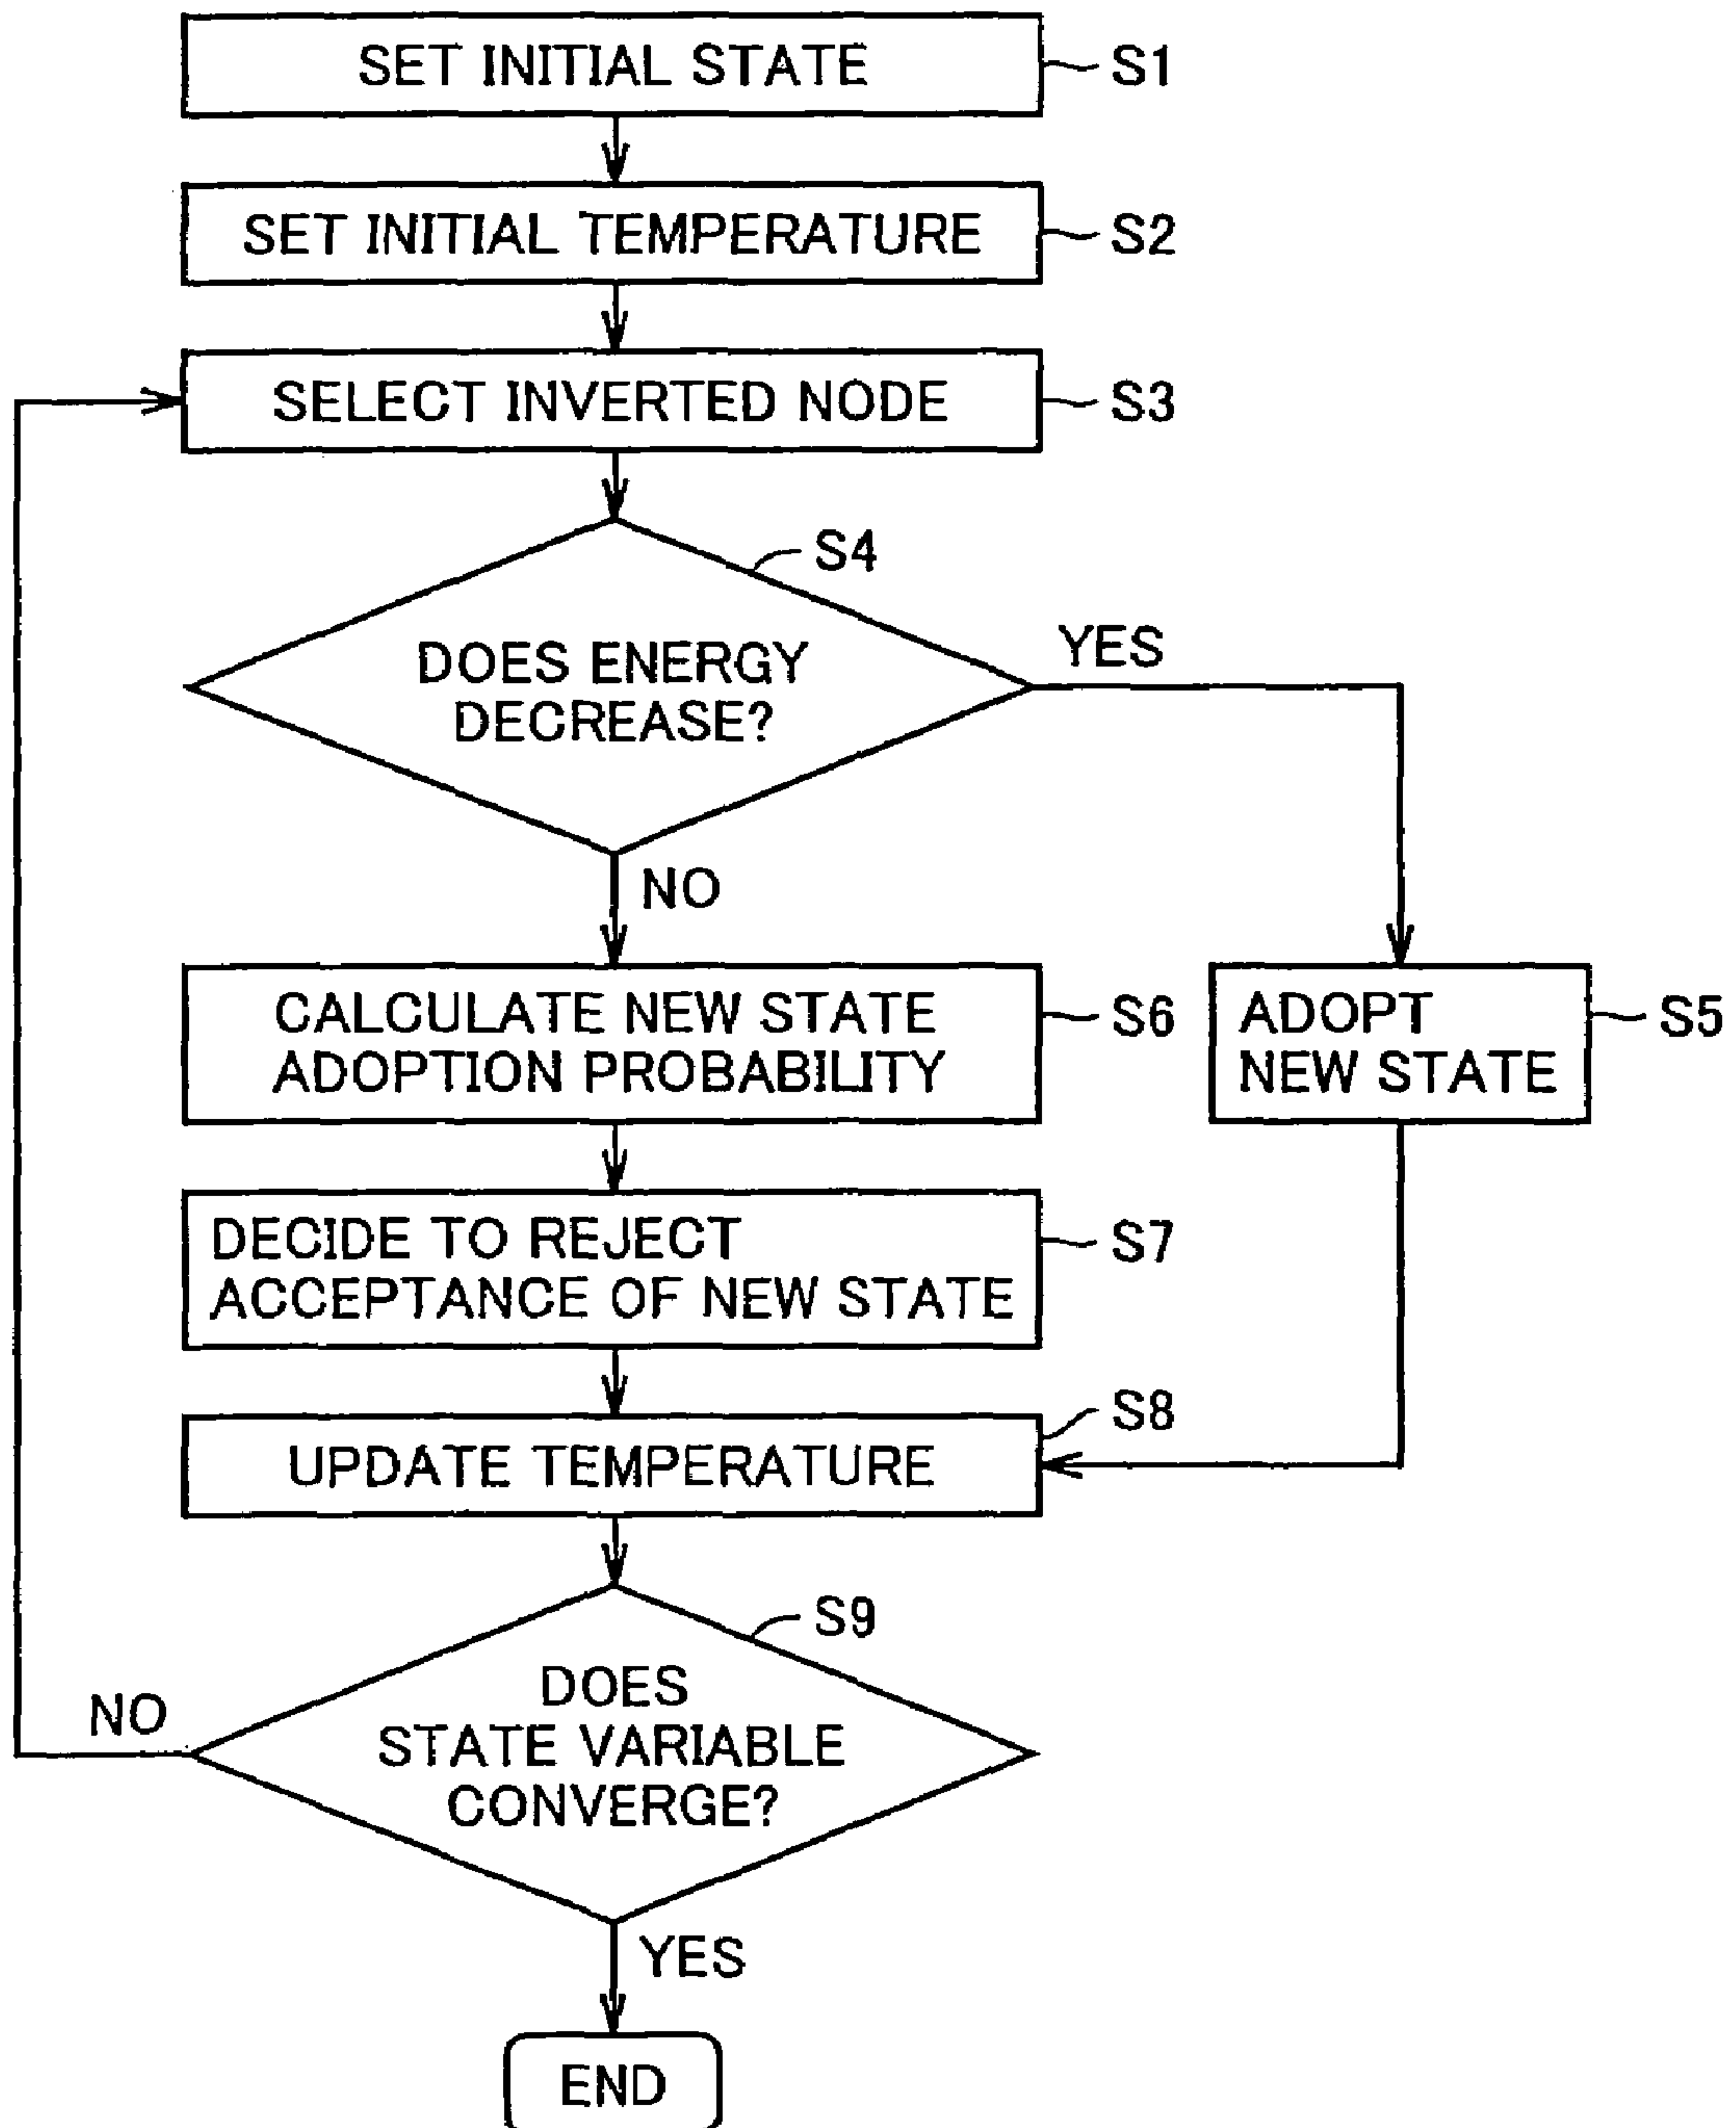 SET INITIAL STATE
S1
SET INITIAL TEMPERATURE
S2
SELECT INVERTED NODE
S3
S4
DOES ENERGY
DECREASE?
YES
NO
CALCULATE NEW STATE
ADOPTION PROBABILITY
S6
ADOPT
NEW STATE
S5
DECIDE TO REJECT
ACCEPTANCE OF NEW STATE
S7
UPDATE TEMPERATURE
S8
S9
DOES
STATE VARIABLE
CONVERGE?
NO
YES
END